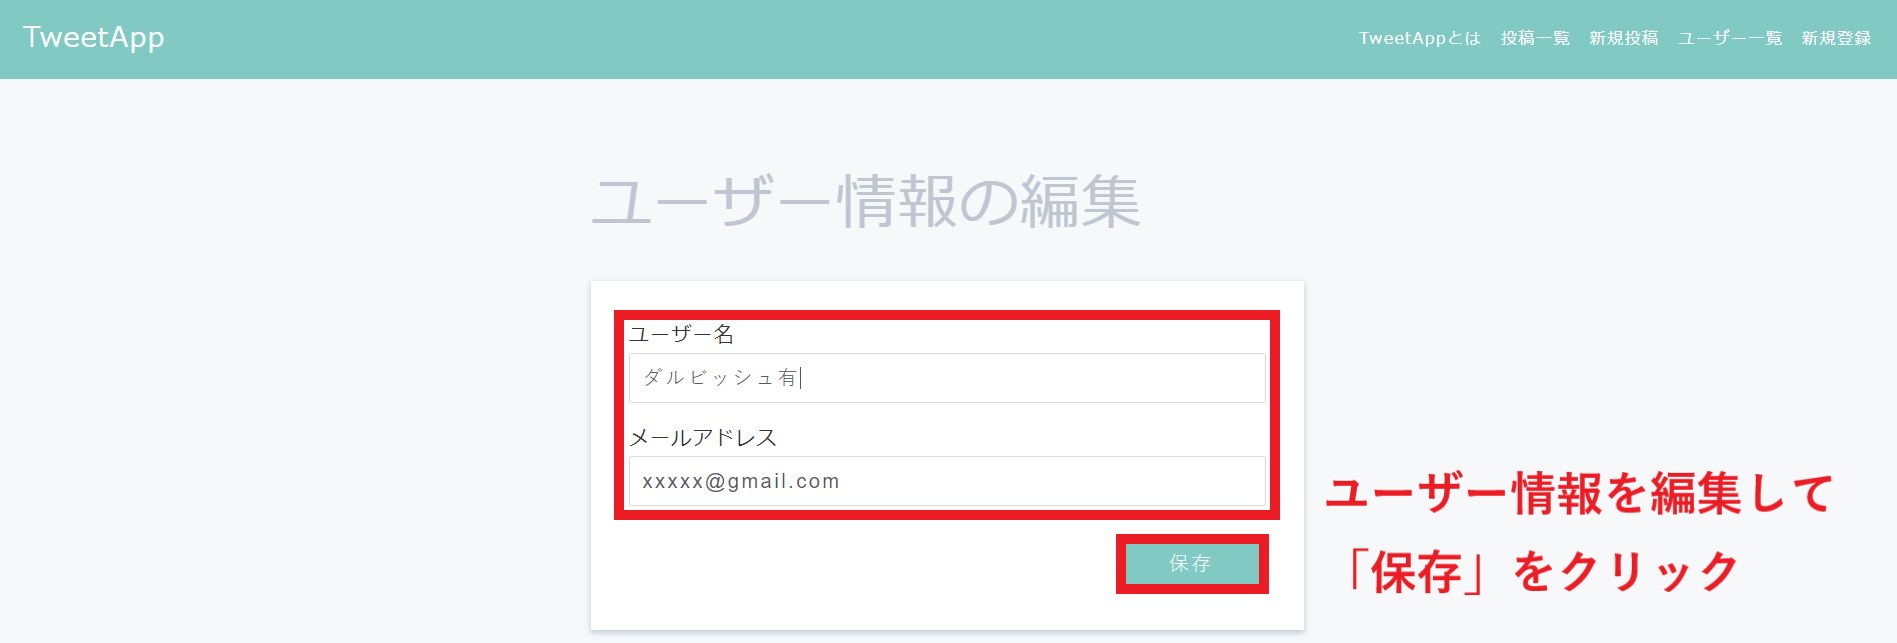 TweetApp
TweetAppとは 投稿一覧 新規投稿 ユーザー一覧 新規登録
ユーザー情報の編集
ユーザー名
ダルビッシュ有
メールアドレス
xxxxx@gmail.com
保存
ユーザー情報を編集して
「保存」をクリック